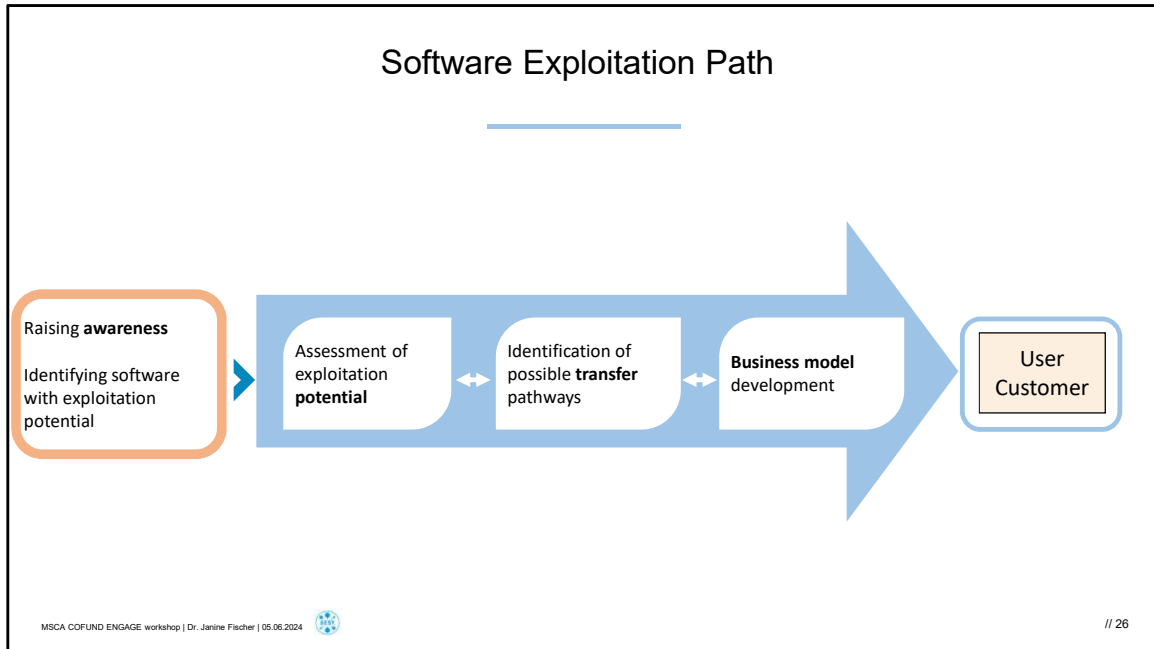 Software Exploitation Path
Raising awareness
Identifying software
with exploitation
potential
Assessment of
exploitation
potential
Identification of
possible transfer
pathways
Business model
development
User
Customer
MSCA COFUND ENGAGE workshop | Dr. Janine Fischer | 05.06.2024
// 26